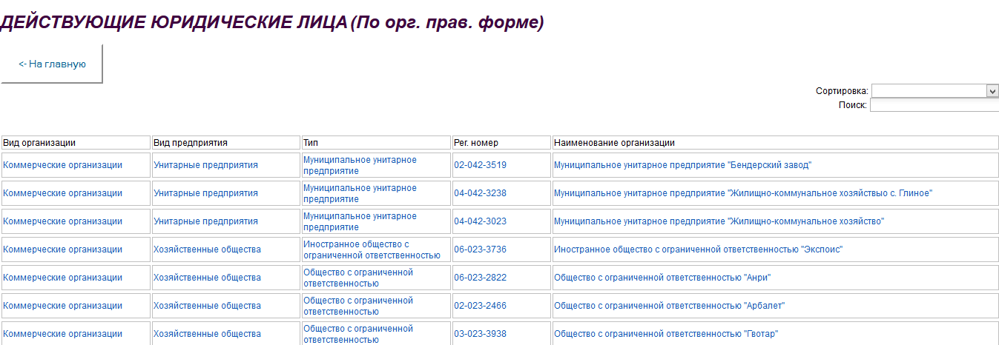 ДЕЙСТВУЮЩИЕ ЮРИДИЧЕСКИЕ ЛИЦА (По орг. прав. форме)
<- На главную
Сортировка:
Поиск:
Вид организации Вид предприятия Тип Рег. номер Наименование организации
Коммерческие организации Унитарные предприятия Муниципальное унитарное предприятие 02-042-3519 Муниципальное унитарное предприятие "Бендерский завод"
Коммерческие организации Унитарные предприятия Муниципальное унитарное предприятие 04-042-3238 Муниципальное унитарное предприятие "Жилищно-коммунальное хозяйствыо с. Глиное"
Коммерческие организации Унитарные предприятия Муниципальное унитарное предприятие 04-042-3023 Муниципальное унитарное предприятие "Жилищно-коммунальное хозяйство"
Коммерческие организации Хозяйственные общества Иностранное общество с ограниченной ответственностью 06-023-3736 Иностранное общество с ограниченной ответственностью "Экспоис"
Коммерческие организации Хозяйственные общества Общество с ограниченной ответственностью 06-023-2822 Общество с ограниченной ответственностью "Анри"
Коммерческие организации Хозяйственные общества Общество с ограниченной ответственностью 02-023-2466 Общество с ограниченной ответственностью "Арбалет"
Коммерческие организации Хозяйственные общества Общество с ограниченной ответственностью 03-023-3938 Общество с ограниченной ответственностью "Гвотар"